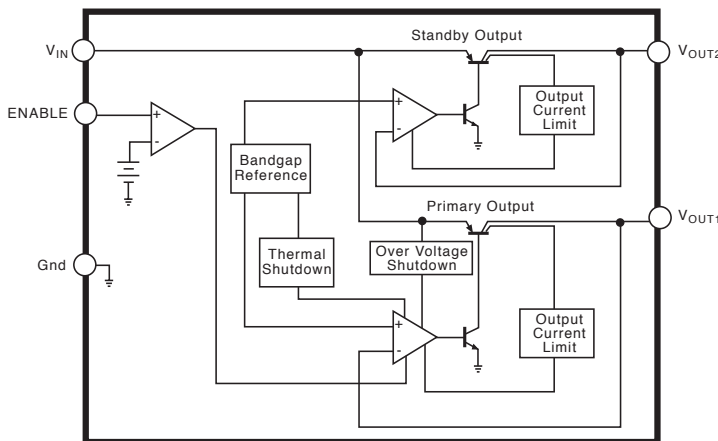 Standby Output
VIN
VOUT2
ENABLE
+
-
+
-
Output
Current
Limit
Bandgap
Reference
Primary Output
VOUT1
Gnd
Thermal
Shutdown
Over Voltage
Shutdown
+
-
Output
Current
Limit